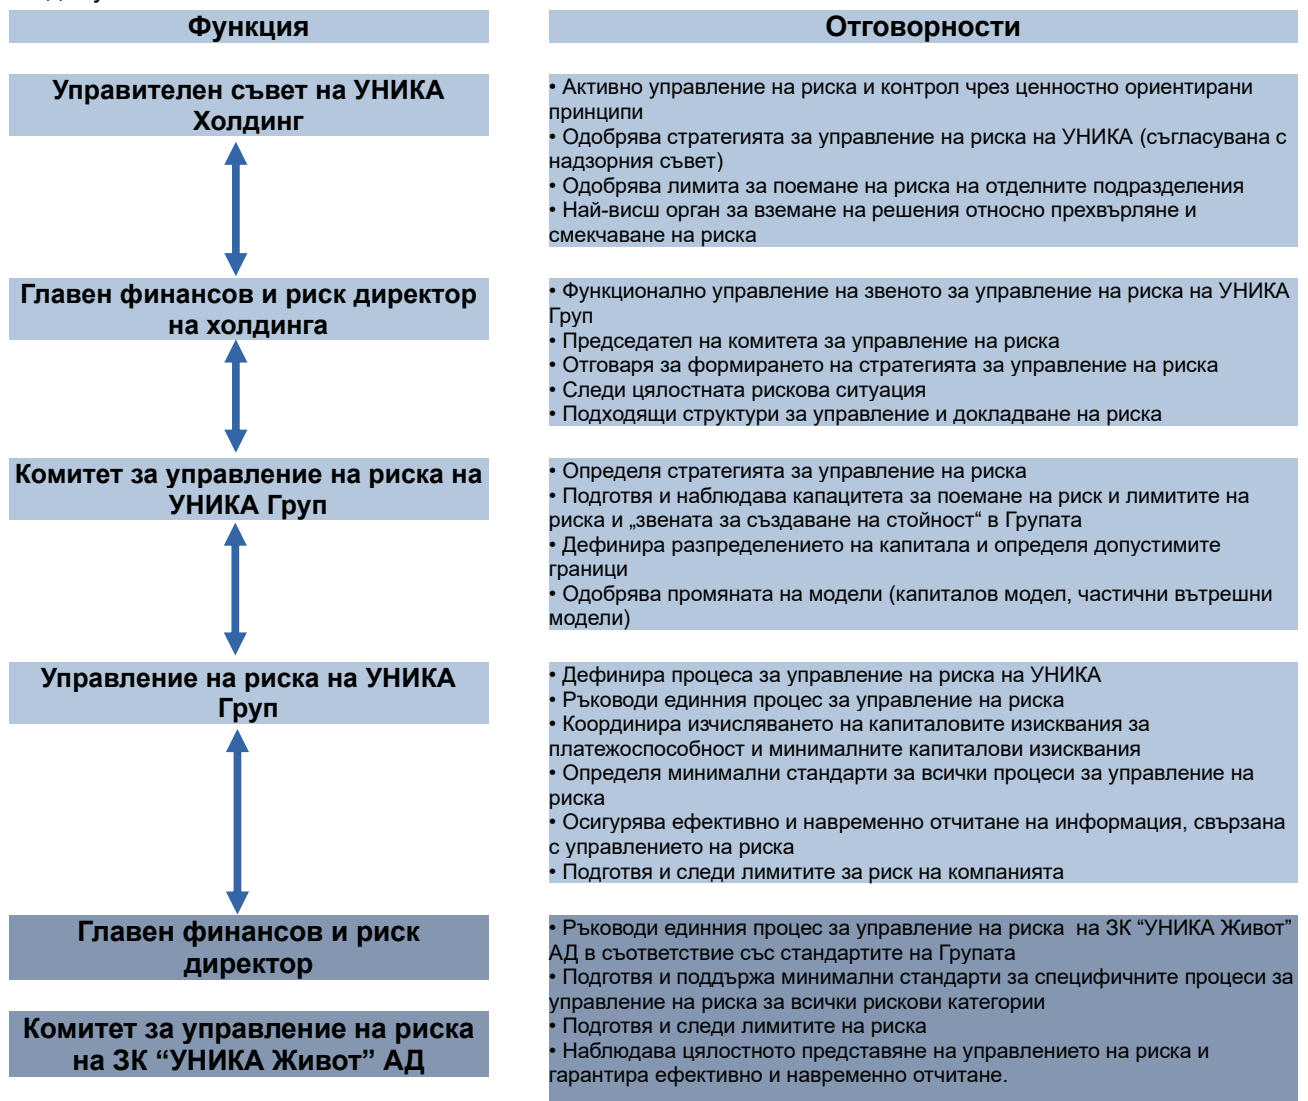 Функция
Отговорности
Управителен съвет на УНИКА
Холдинг
• Активно управление на риска и контрол чрез ценностно ориентирани
принципи
• Одобрява стратегията за управление на риска на УНИКА (съгласувана с
надзорния съвет)
• Одобрява лимита за поемане на риска на отделните подразделения
• Най-висш орган за вземане на решения относно прехвърляне и
смекчаване на риска
Главен финансов и риск директор
на холдинга
• Функционално управление на звеното за управление на риска на УНИКА
Груп
• Председател на комитета за управление на риска
• Отговаря за формирането на стратегията за управление на риска
• Следи цялостната рискова ситуация
• Подходящи структури за управление и докладване на риска
Комитет за управление на риска на
УНИКА Груп
• Определя стратегията за управление на риска
• Подготвя и наблюдава капацитета за поемане на риск и лимитите на
риска и „звената за създаване на стойност“ в Групата
• Дефинира разпределението на капитала и определя допустимите
граници
• Одобрява промяната на модели (капиталов модел, частични вътрешни
модели)
Управление на риска на УНИКА
Груп
• Дефинира процеса за управление на риска на УНИКА
• Ръководи единния процес за управление на риска
• Координира изчисляването на капиталовите изисквания за
платежоспособност и минималните капиталови изисквания
• Определя минимални стандарти за всички процеси за управление на
риска
• Осигурява ефективно и навременно отчитане на информация, свързана
с управлението на риска
• Подготвя и следи лимитите за риск на компанията
Главен финансов и риск
директор
Комитет за управление на риска
на ЗК “УНИКА Живот” АД
• Ръководи единния процес за управление на риска на ЗК “УНИКА Живот”
АД в съответствие със стандартите на Групата
• Подготвя и поддържа минимални стандарти за специфичните процеси за
управление на риска за всички рискови категории
• Подготвя и следи лимитите на риска
• Наблюдава цялостното представяне на управлението на риска и
гарантира ефективно и навременно отчитане.